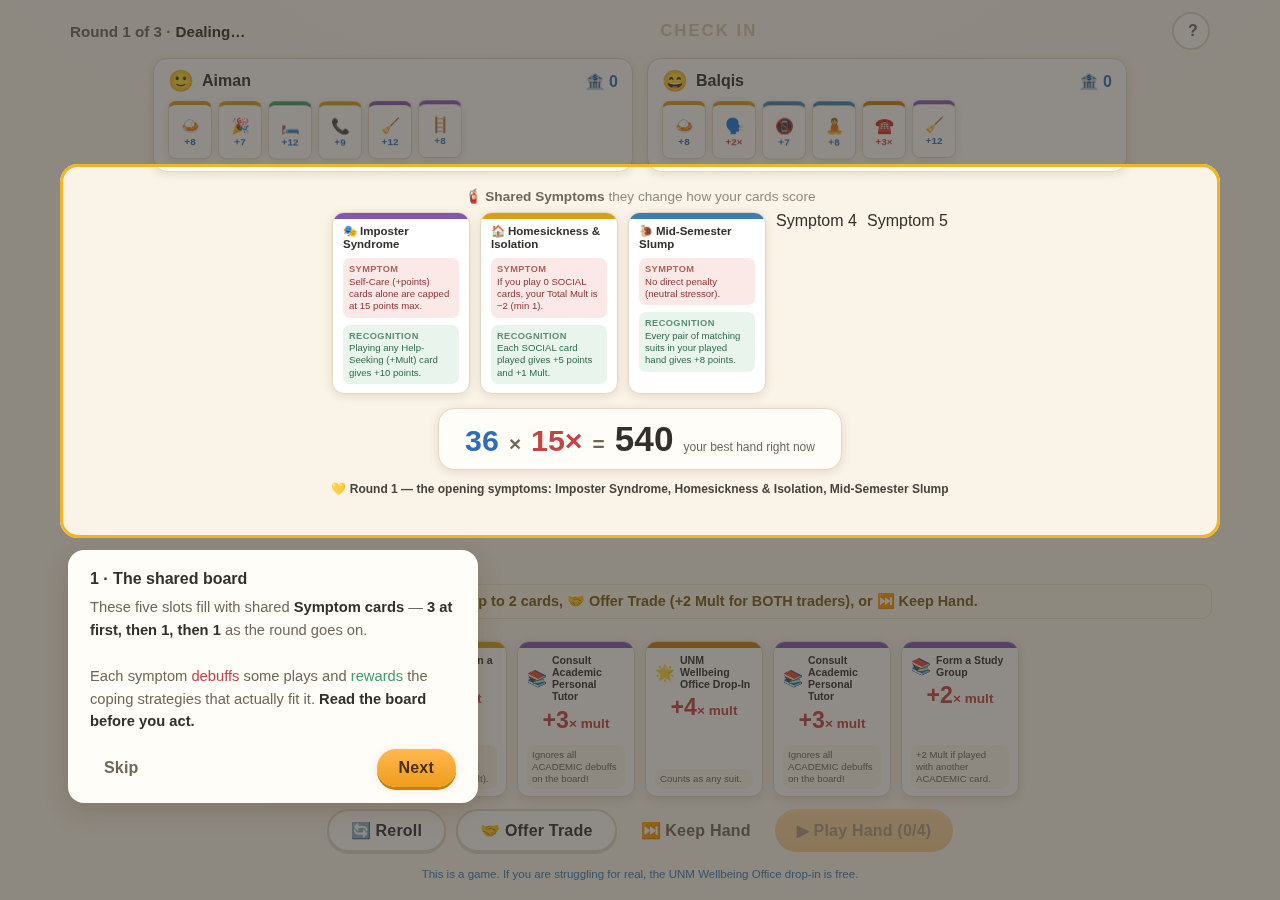 Round 1 of 3 · Dealing…
CHECK IN
?
Aiman
0
+8
+7
+12
+9
+12
+8
Balqis
0
+8
+2×
+7
+8
+3×
+12
Shared Symptoms they change how your cards score
Imposter
Syndrome
SYMPTOM
Self-Care (+points)
cards alone are capped
at 15 points max.
RECOGNITION
Playing any Help-
Seeking (+Mult) card
gives +10 points.
Homesickness &
Isolation
SYMPTOM
If you play 0 SOCIAL
cards, your Total Mult is
−2 (min 1).
RECOGNITION
Each SOCIAL card
played gives +5 points
and +1 Mult.
Mid-Semester
Slump
SYMPTOM
No direct penalty
(neutral stressor).
RECOGNITION
Every pair of matching
suits in your played
hand gives +8 points.
Symptom 4
Symptom 5
36 × 15× = 540 your best hand right now
Round 1 — the opening symptoms: Imposter Syndrome, Homesickness & Isolation, Mid-Semester Slump
1 · The shared board
These five slots fill with shared Symptom cards — 3 at
first, then 1, then 1 as the round goes on.
Each symptom debuffs some plays and rewards the
coping strategies that actually fit it. Read the board
before you act.
Skip
Next
to 2 cards, 🤝 Offer Trade (+2 Mult for BOTH traders), or ⏭️ Keep Hand.
Consult
Academic
Personal
Tutor
+3× mult
Ignores all
ACADEMIC debuffs
on the board!
UNM
Wellbeing
Office Drop-In
+4× mult
Counts as any suit.
Consult
Academic
Personal
Tutor
+3× mult
Ignores all
ACADEMIC debuffs
on the board!
Form a Study
Group
+2× mult
+2 Mult if played
with another
ACADEMIC card.
Reroll
Offer Trade
Keep Hand
▶ Play Hand (0/4)
This is a game. If you are struggling for real, the UNM Wellbeing Office drop-in is free.